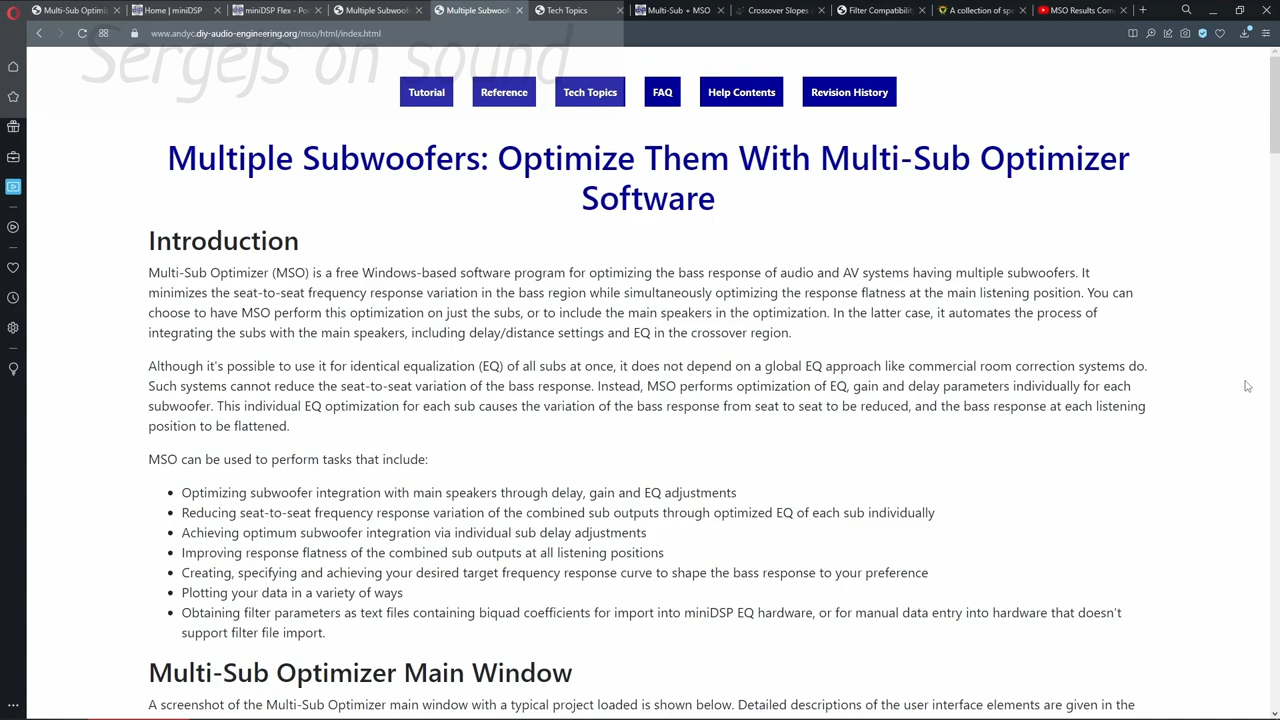 Multi-Sub Optimi
Home | miniDSP
miniDSP Flex - Po
Multiple Subwoof
Multiple Subwoof
Tech Topics
Multi-Sub + MSO
Crossover Slopes
Filter Compatibili
A collection of sp
MSO Results Com
www.andyc.diy-audio-engineering.org/mso/html/index.html
Sergejs on sound
Tutorial
Reference
Tech Topics
FAQ
Help Contents
Revision History
Multiple Subwoofers: Optimize Them With Multi-Sub Optimizer
Software
Introduction
Multi-Sub Optimizer (MSO) is a free Windows-based software program for optimizing the bass response of audio and AV systems having multiple subwoofers. It
minimizes the seat-to-seat frequency response variation in the bass region while simultaneously optimizing the response flatness at the main listening position. You can
choose to have MSO perform this optimization on just the subs, or to include the main speakers in the optimization. In the latter case, it automates the process of
integrating the subs with the main speakers, including delay/distance settings and EQ in the crossover region.
Although it's possible to use it for identical equalization (EQ) of all subs at once, it does not depend on a global EQ approach like commercial room correction systems do.
Such systems cannot reduce the seat-to-seat variation of the bass response. Instead, MSO performs optimization of EQ, gain and delay parameters individually for each
subwoofer. This individual EQ optimization for each sub causes the variation of the bass response from seat to seat to be reduced, and the bass response at each listening
position to be flattened.
MSO can be used to perform tasks that include:
• Optimizing subwoofer integration with main speakers through delay, gain and EQ adjustments
• Reducing seat-to-seat frequency response variation of the combined sub outputs through optimized EQ of each sub individually
• Achieving optimum subwoofer integration via individual sub delay adjustments
• Improving response flatness of the combined sub outputs at all listening positions
• Creating, specifying and achieving your desired target frequency response curve to shape the bass response to your preference
• Plotting your data in a variety of ways
• Obtaining filter parameters as text files containing biquad coefficients for import into miniDSP EQ hardware, or for manual data entry into hardware that doesn't
support filter file import.
Multi-Sub Optimizer Main Window
A screenshot of the Multi-Sub Optimizer main window with a typical project loaded is shown below. Detailed descriptions of the user interface elements are given in the